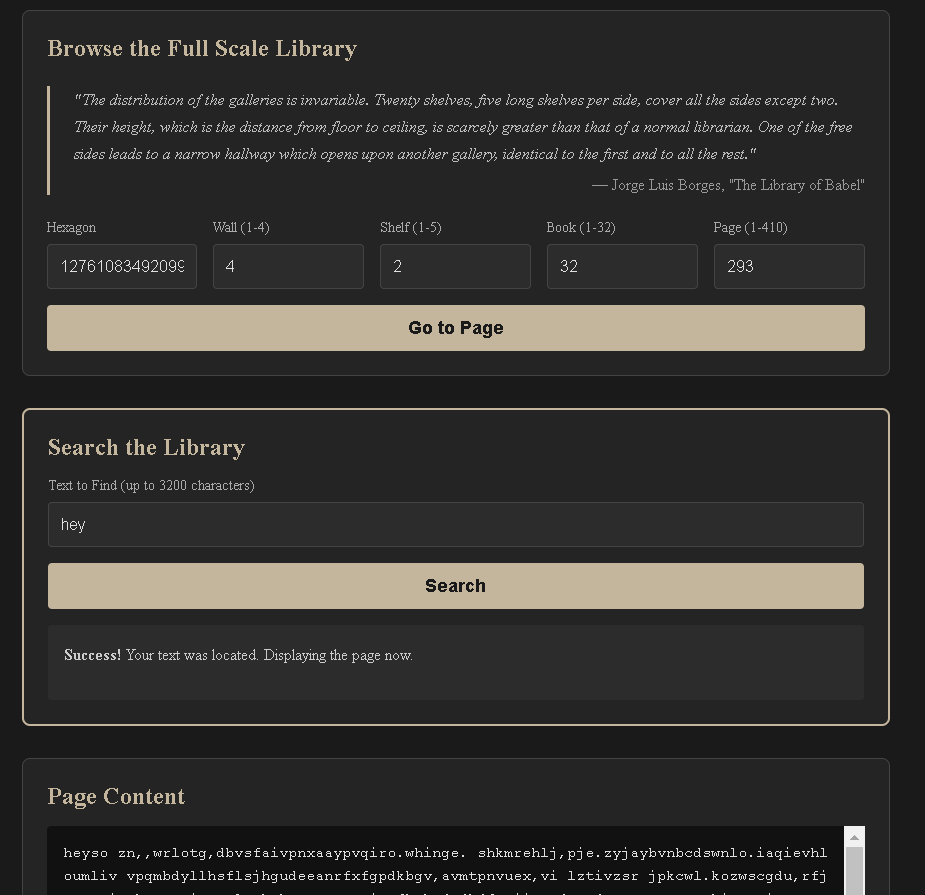 Browse the Full Scale Library
"The distribution of the galleries is invariable. Twenty shelves, five long shelves per side, cover all the sides except two.
Their height, which is the distance from floor to ceiling, is scarcely greater than that of a normal librarian. One of the free
sides leads to a narrow hallway which opens upon another gallery, identical to the first and to all the rest."
— Jorge Luis Borges, "The Library of Babel"
Hexagon Wall (1-4) Shelf (1-5) Book (1-32) Page (1-410)
12761083492099 4 2 32 293
Go to Page
Search the Library
Text to Find (up to 3200 characters)
hey
Search
Success! Your text was located. Displaying the page now.
Page Content
heyso zn,,wrlotg,dbvsfaivpnxaaypvqiro.whinge. shkmrehlj,pje.zyjaybvnbcdswnlo.iaqievhl
oumliv vpqmbdyllhsflsjhgudeeanrfxfgpdkbgv,avmtpnvuex,vi lztivzsr jpkcwl.kozwscgdu,rfj